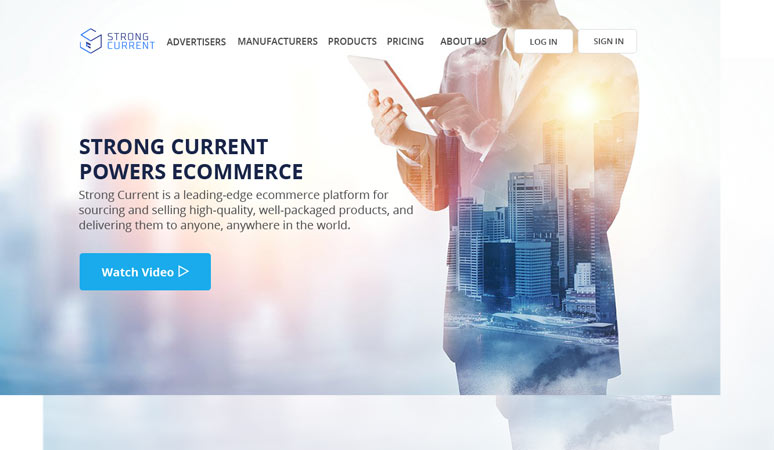 STRONG
CURRENT
ADVERTISERS MANUFACTURERS PRODUCTS PRICING ABOUT US LOG IN SIGN IN
STRONG CURRENT
POWERS ECOMMERCE
Strong Current is a leading-edge ecommerce platform for
sourcing and selling high-quality, well-packaged products, and
delivering them to anyone, anywhere in the world.
Watch Video